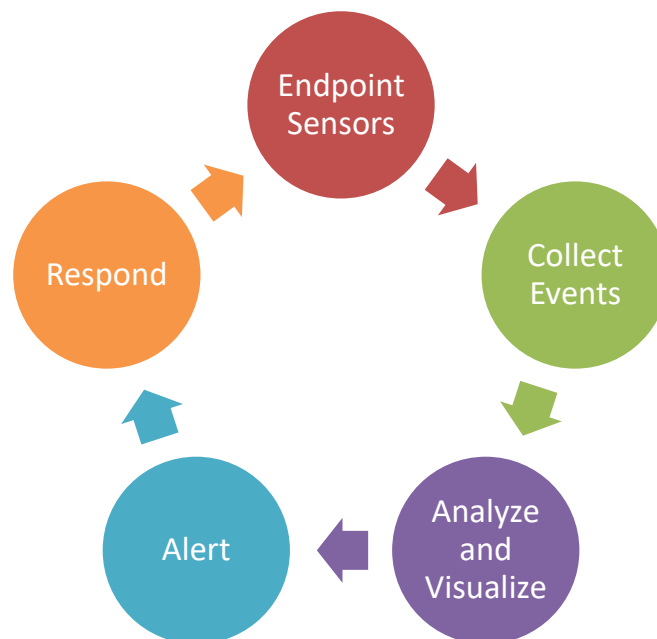 Endpoint
Sensors
Collect
Events
Analyze
and
Visualize
Alert
Respond